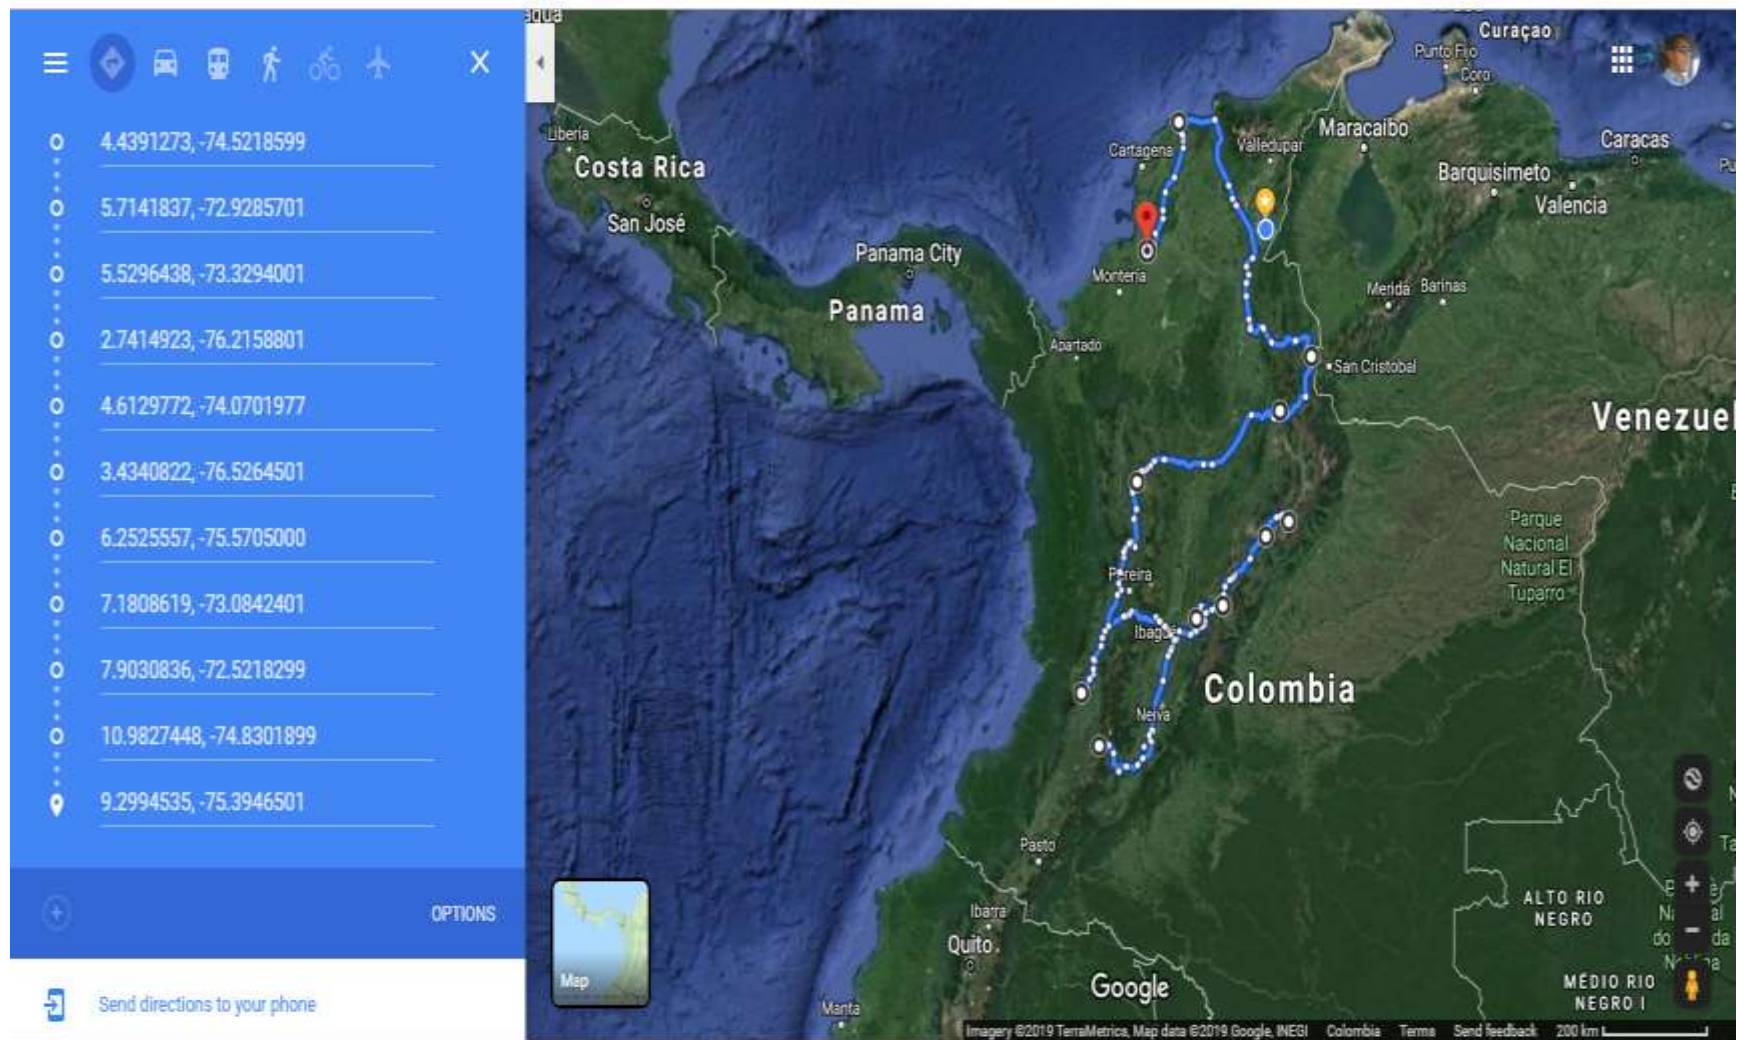 4.4391273, -74.5218599
5.7141837, -72.9285701
5.5296438, -73.3294001
2.7414923, -76.2158801
4.6129772, -74.0701977
3.4340822, -76.5264501
6.2525557, -75.5705000
7.1808619, -73.0842401
7.9030836, -72.5218299
10.9827448, -74.8301899
9.2994535, -75.3946501
OPTIONS
Send directions to your phone
Curaçao
Punto Fijo
Coro
Liberia
Costa Rica
San José
Cartagena
Valledupar
Maracaibo
Caracas
Barquisimeto
Valencia
Panama City
Panama
Montería
Merida
Barinas
Apartadó
San Cristobal
Venezuel
Parque
Nacional
Natural El
Tuparro
Pereira
Ibagué
Colombia
Neiva
Pasto
Ibarra
Quito
Manta
ALTO RIO
NEGRO
MÉDIO RIO
NEGRO I
Map
Google
Imagery ©2019 TerraMetrics, Map data ©2019 Google, INEGI Colombia Terms Send feedback 200 km